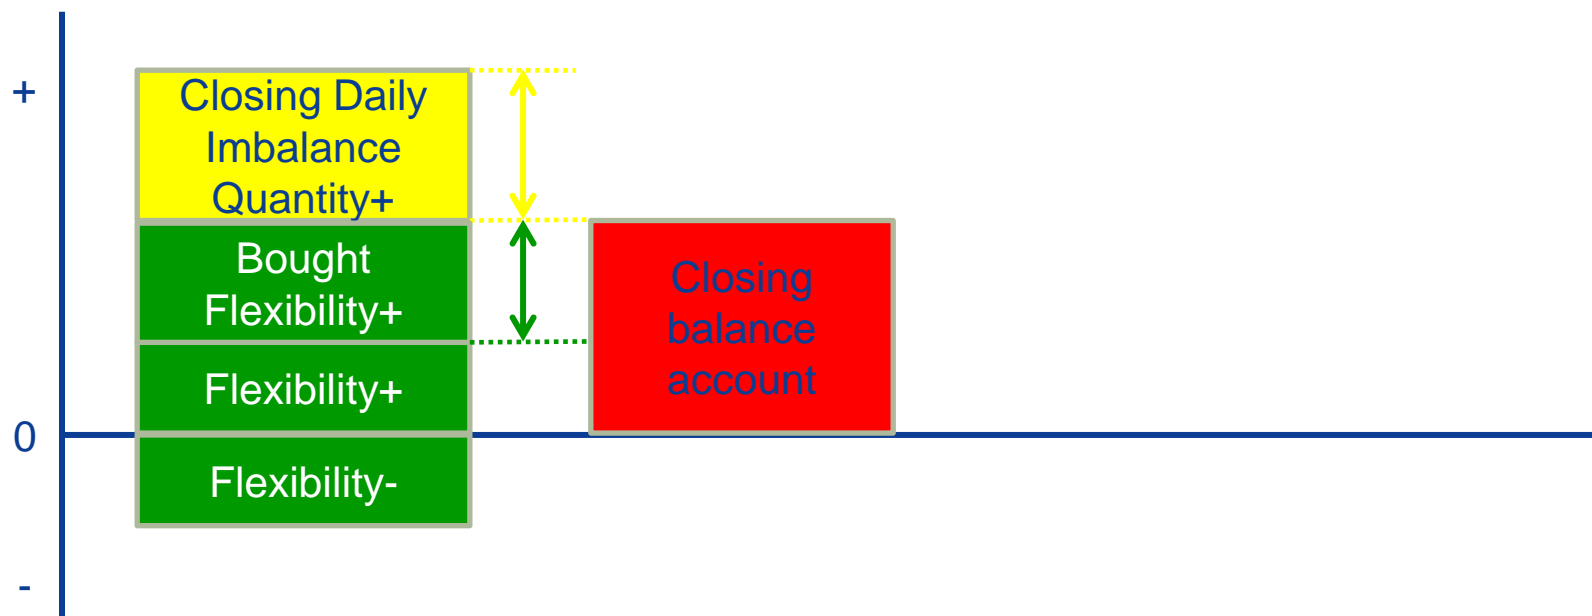 +
Closing Daily
Imbalance
Quantity+
Bought
Flexibility+
Closing
balance
account
Flexibility+
0
Flexibility-
-